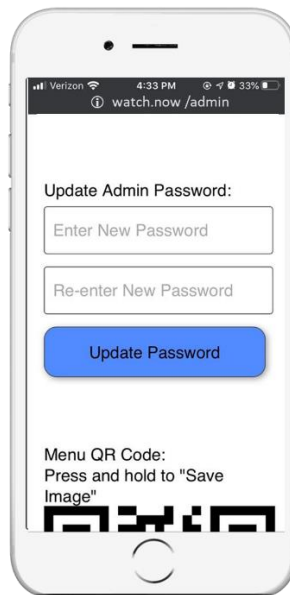 Verizon 4:33 PM 33%
watch.now /admin
Update Admin Password:
Enter New Password
Re-enter New Password
Update Password
Menu QR Code:
Press and hold to "Save
Image"